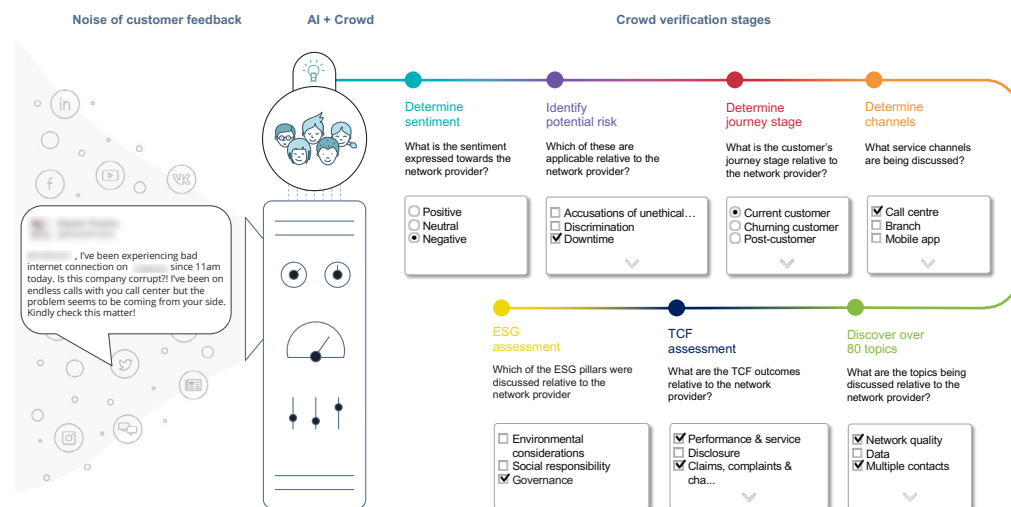 Noise of customer feedback
AI + Crowd
Crowd verification stages
in
f
, I've been experiencing bad
internet connection on since 11am
today. Is this company corrupt?! I've been on
endless calls with you call center but the
problem seems to be coming from your side.
Kindly check this matter!
Determine
sentiment
What is the sentiment
expressed towards the
network provider?
Positive
Neutral
Negative
Identify
potential risk
Which of these are
applicable relative to the
network provider?
Accusations of unethical…
Discrimination
Downtime
Determine
journey stage
What is the customer's
journey stage relative to
the network provider?
Current customer
Churning customer
Post-customer
Determine
channels
What service channels
are being discussed?
Call centre
Branch
Mobile app
ESG
assessment
Which of the ESG pillars were
discussed relative to the
network provider
Environmental
considerations
Social responsibility
Governance
TCF
assessment
What are the TCF outcomes
relative to the network
provider?
Performance & service
Disclosure
Claims, complaints &
cha...
Discover over
80 topics
What are the topics being
discussed relative to the
network provider?
Network quality
Data
Multiple contacts